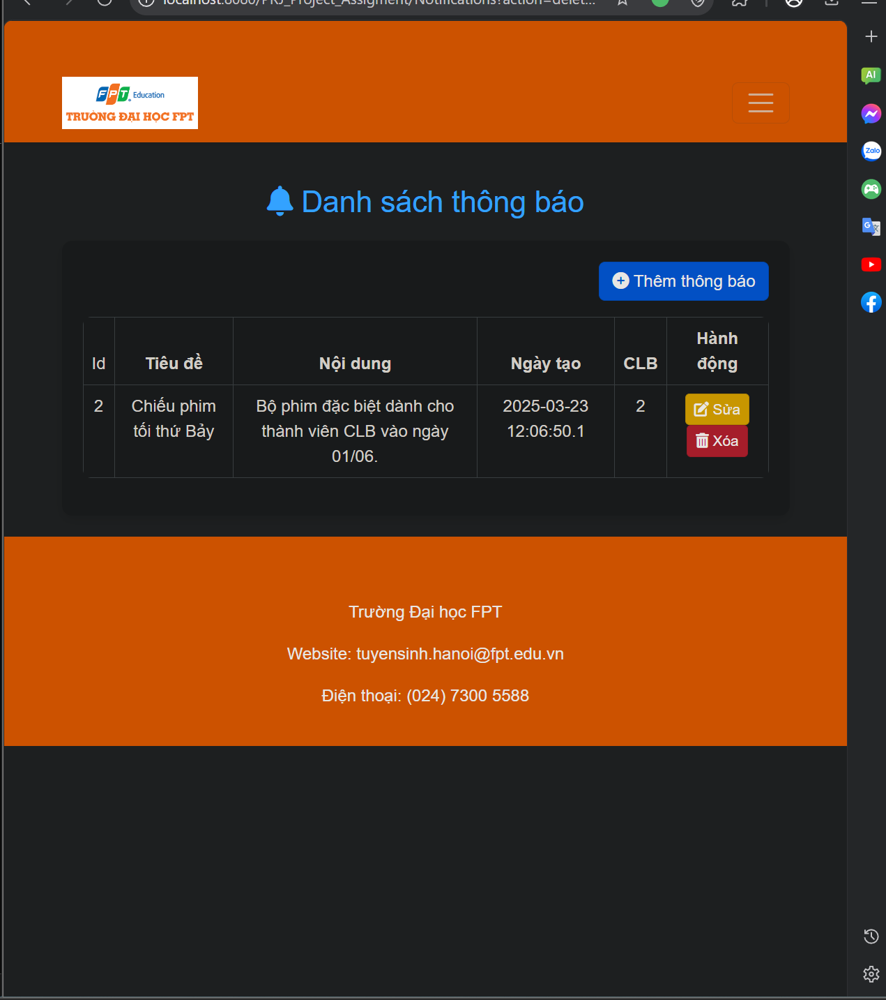 localhost:8080/PRJ_Project_Assigment/Notifications?action=delet...
AI
FPT Education
TRƯỜNG ĐẠI HỌC FPT
Zalo
Danh sách thông báo
Thêm thông báo
Id Tiêu đề Nội dung Ngày tạo CLB Hành động
2 Chiếu phim tối thứ Bảy Bộ phim đặc biệt dành cho thành viên CLB vào ngày 01/06. 2025-03-23 12:06:50.1 2 Sửa
Xóa
Trường Đại học FPT
Website: tuyensinh.hanoi@fpt.edu.vn
Điện thoại: (024) 7300 5588